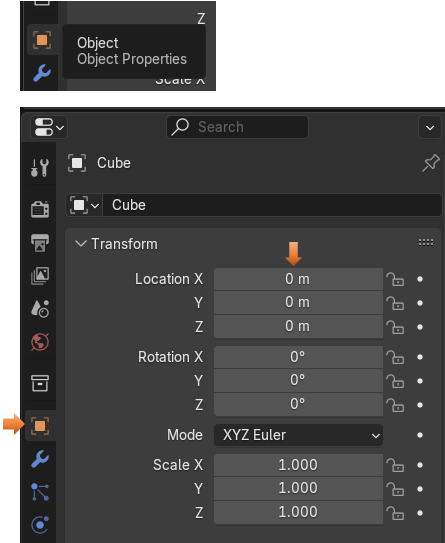 Z
Object
Object Properties
Scale X
Search
Cube
Cube
Transform
Location X 0 m
Y 0 m
Z 0 m
Rotation X 0°
Y 0°
Z 0°
Mode XYZ Euler
Scale X 1.000
Y 1.000
Z 1.000